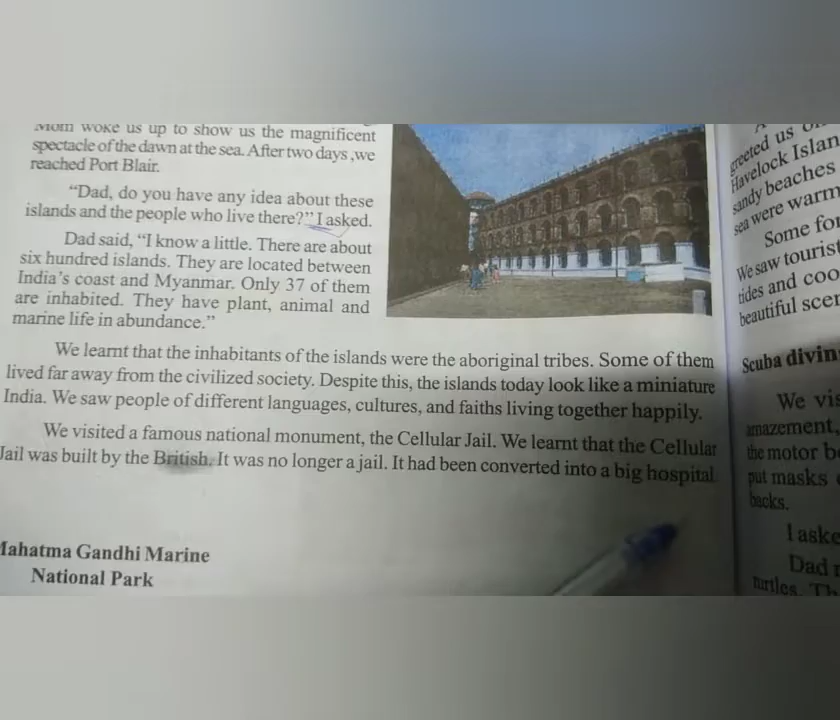 Mom woke us up to show us the magnificent
spectacle of the dawn at the sea. After two days ,we
reached Port Blair.
“Dad, do you have any idea about these
islands and the people who live there?” I asked.
Dad said, “I know a little. There are about
six hundred islands. They are located between
India’s coast and Myanmar. Only 37 of them
are inhabited. They have plant, animal and
marine life in abundance.”
We learnt that the inhabitants of the islands were the aboriginal tribes. Some of them
lived far away from the civilized society. Despite this, the islands today look like a miniature
India. We saw people of different languages, cultures, and faiths living together happily.
We visited a famous national monument, the Cellular Jail. We learnt that the Cellular
Jail was built by the British. It was no longer a jail. It had been converted into a big hospital.
Mahatma Gandhi Marine
National Park
greeted us
Havelock
sandy beaches
sea were warm
Some
We saw
tides and
beautiful
Scuba
We
amazement,
the motor
put masks
backs.
I
Dad
turtles.